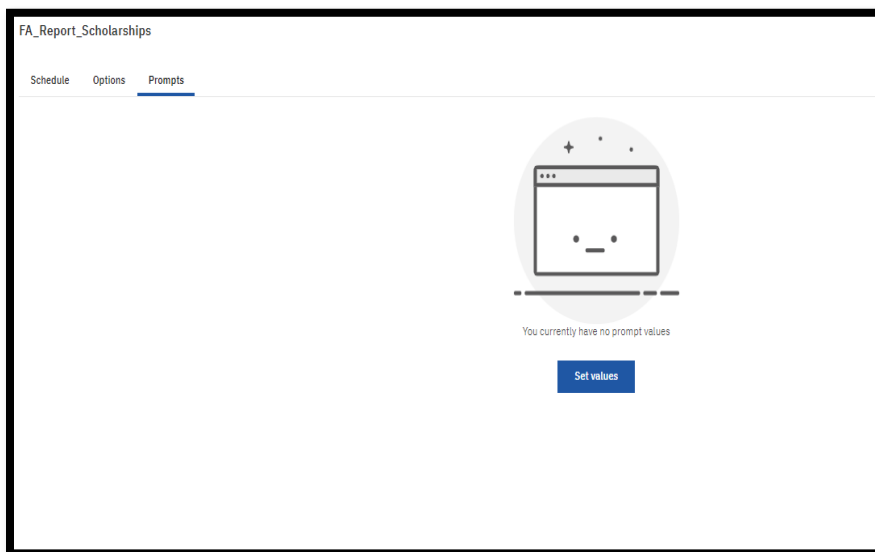 FA_Report_Scholarships
Schedule Options Prompts
You currently have no prompt values
Set values